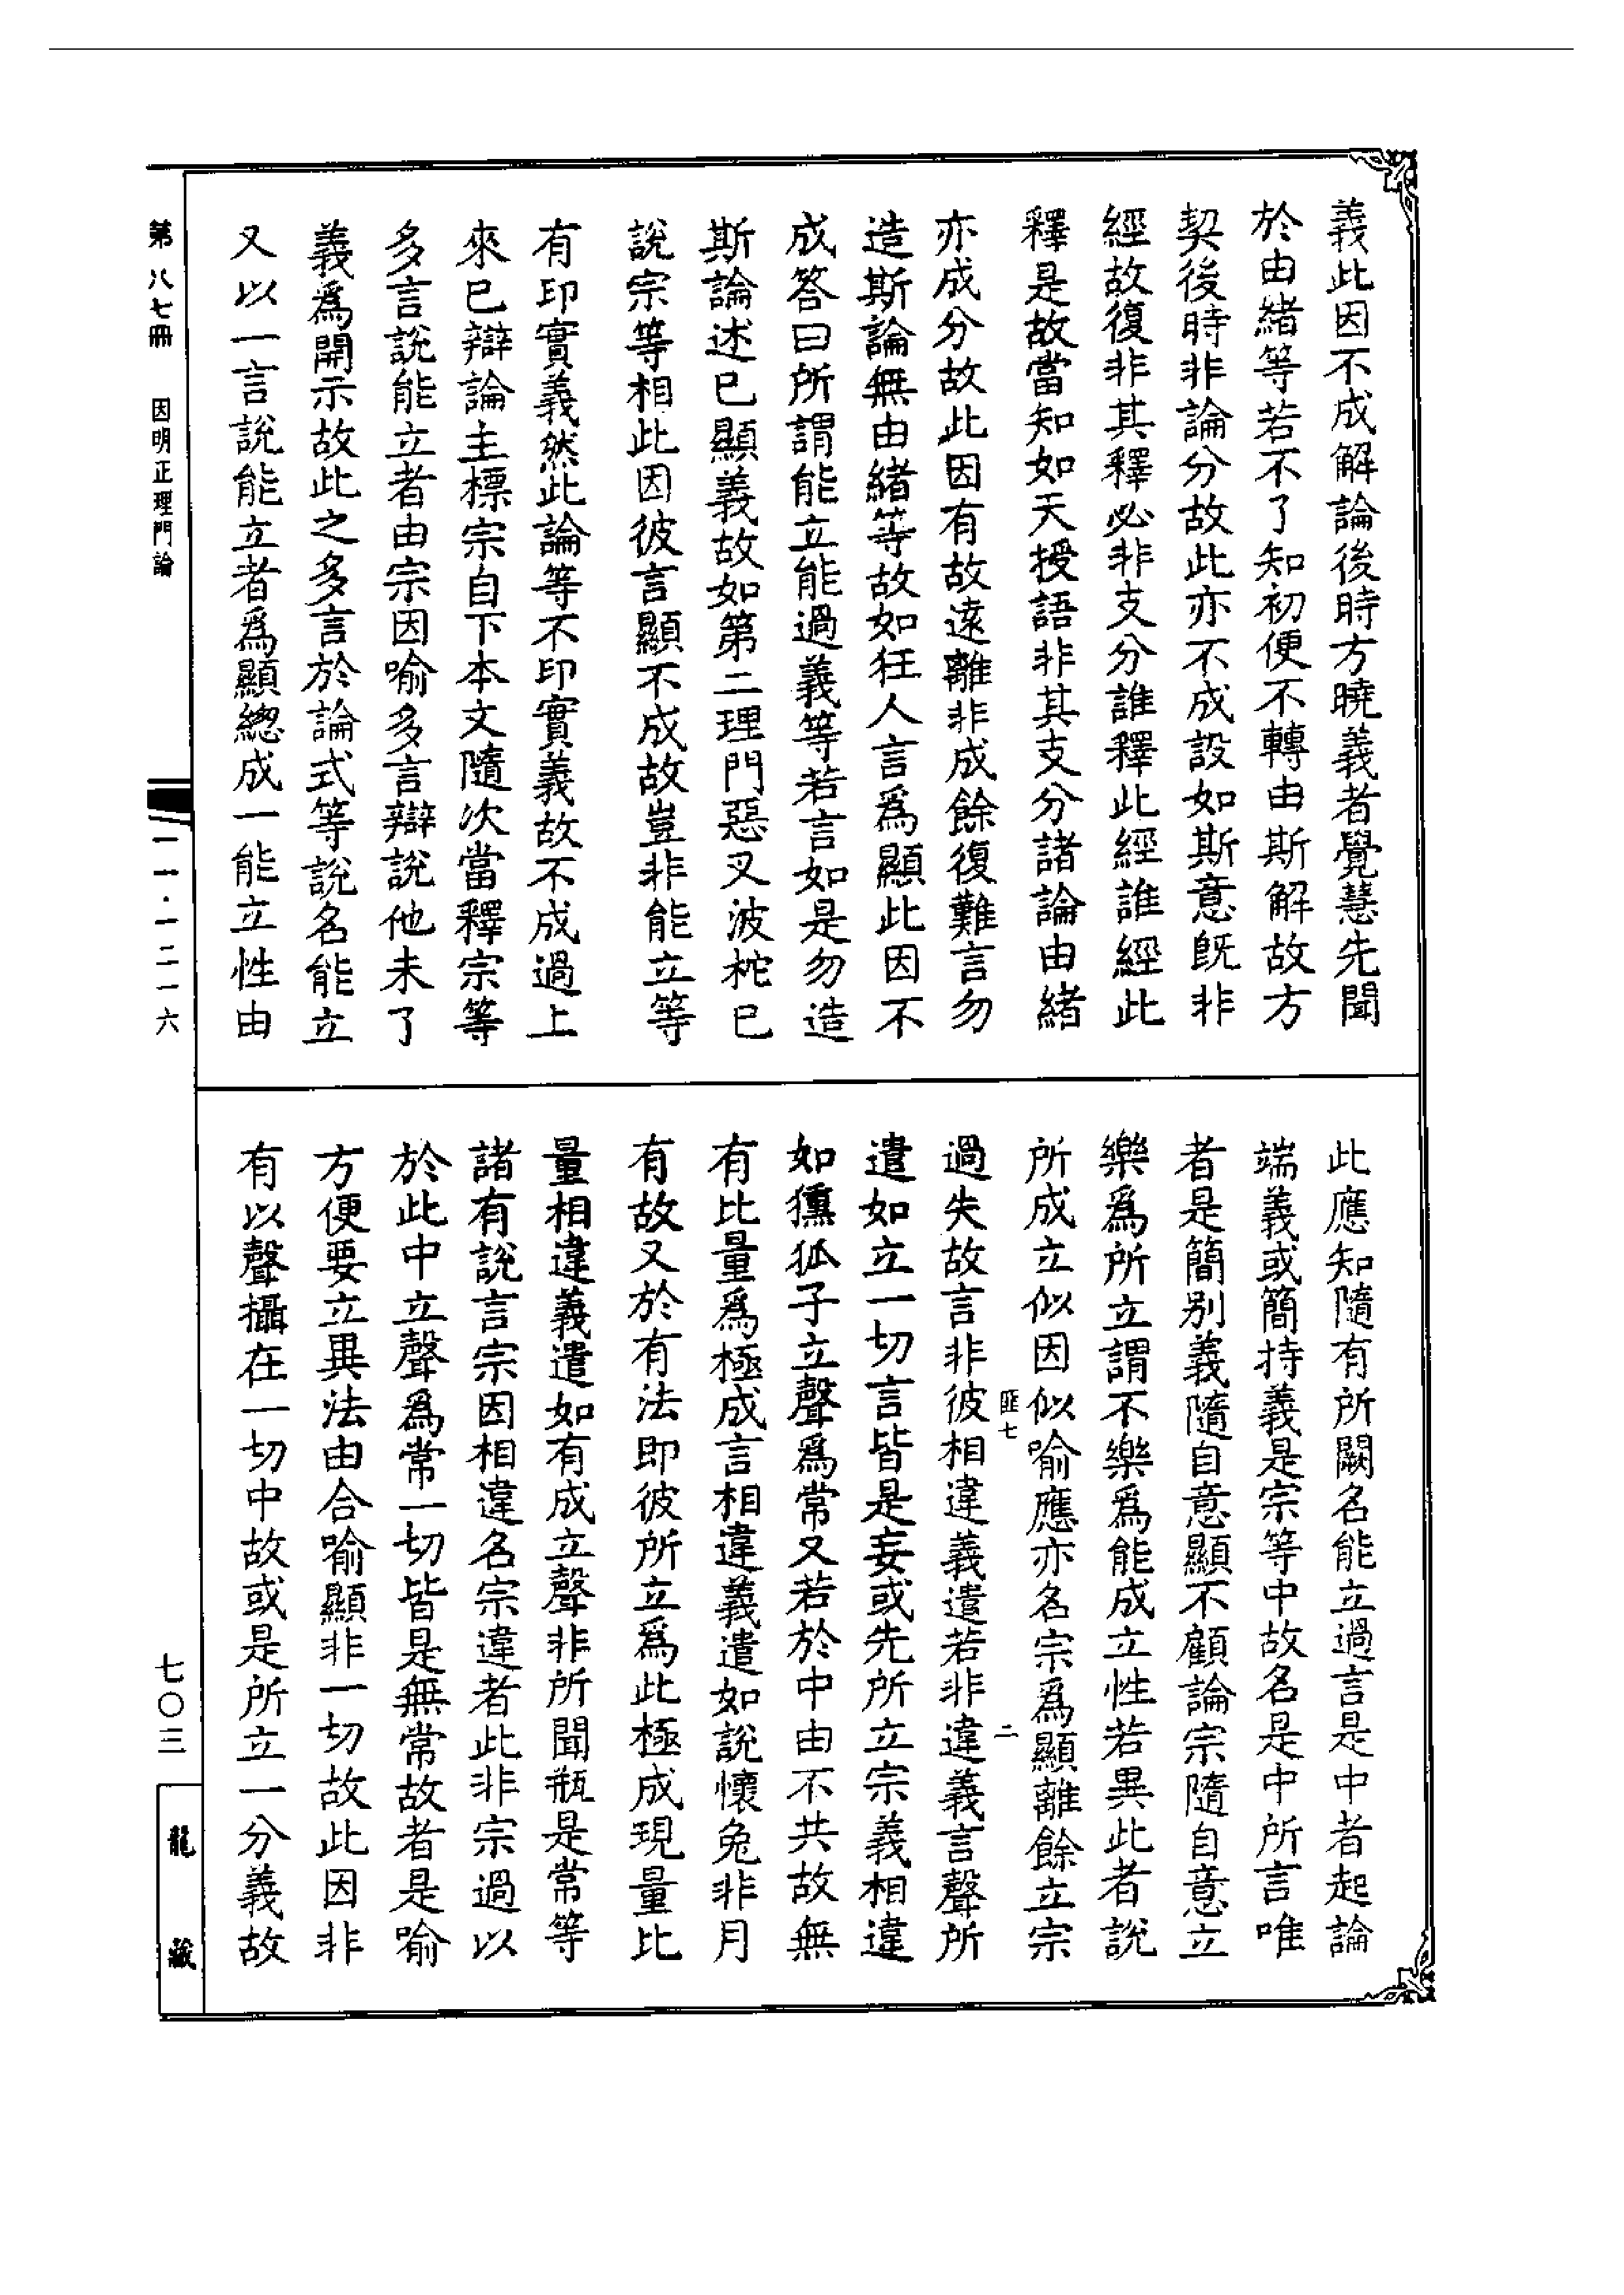 義此因不成解論後時方曉義者覺慧先聞
於由緒等若不了知初便不轉由斯解故方
契後時非論分故此亦不成設如斯意旣非
經故復非其釋必非支分誰釋此經誰經此
釋是故當知如天授語非其支分諸論由緒
亦成分故此因有故遠離非成餘復難言勿
造斯論無由緒等故如狂人言爲顯此因不
成答曰所謂能立能過義等若言如是勿造
斯論述已顯義故如第二理門惡叉波柁已
說宗等相此因彼言顯不成故豈非能立等
有印實義然此論等不印實義故不成過上
來已辯論主標宗自下本文隨次當釋宗等
多言說能立者由宗因喻多言辯說他未了
義爲開示故此之多言於論式等說名能立
又以一言說能立者爲顯總成一能立性由
此應知隨有所闕名能立過言是中者起論
端義或簡持義是宗等中故名是中所言唯
者是簡別義隨自意顯不顧論宗隨自意立
樂爲所立謂不樂爲能成立性若異此者說
所成立似因似喻應亦名宗爲顯離餘立宗
匪七 二
過失故言非彼相違義遣若非違義言聲所
遣如立一切言皆是妄或先所立宗義相違
如獯狐子立聲爲常又若於中由不共故無
有比量爲極成言相違義遣如說懷兔非月
有故又於有法即彼所立爲此極成現量比
量相違義遣如有成立聲非所聞瓶是常等
諸有說言宗因相違名宗違者此非宗過以
於此中立聲爲常一切皆是無常故者是喻
方便要立異法由合喻顯非一切故此因非
有以聲攝在一切中故或是所立一分義故
第八七冊 因明正理門論
一一·一二一六
七〇三
龍藏